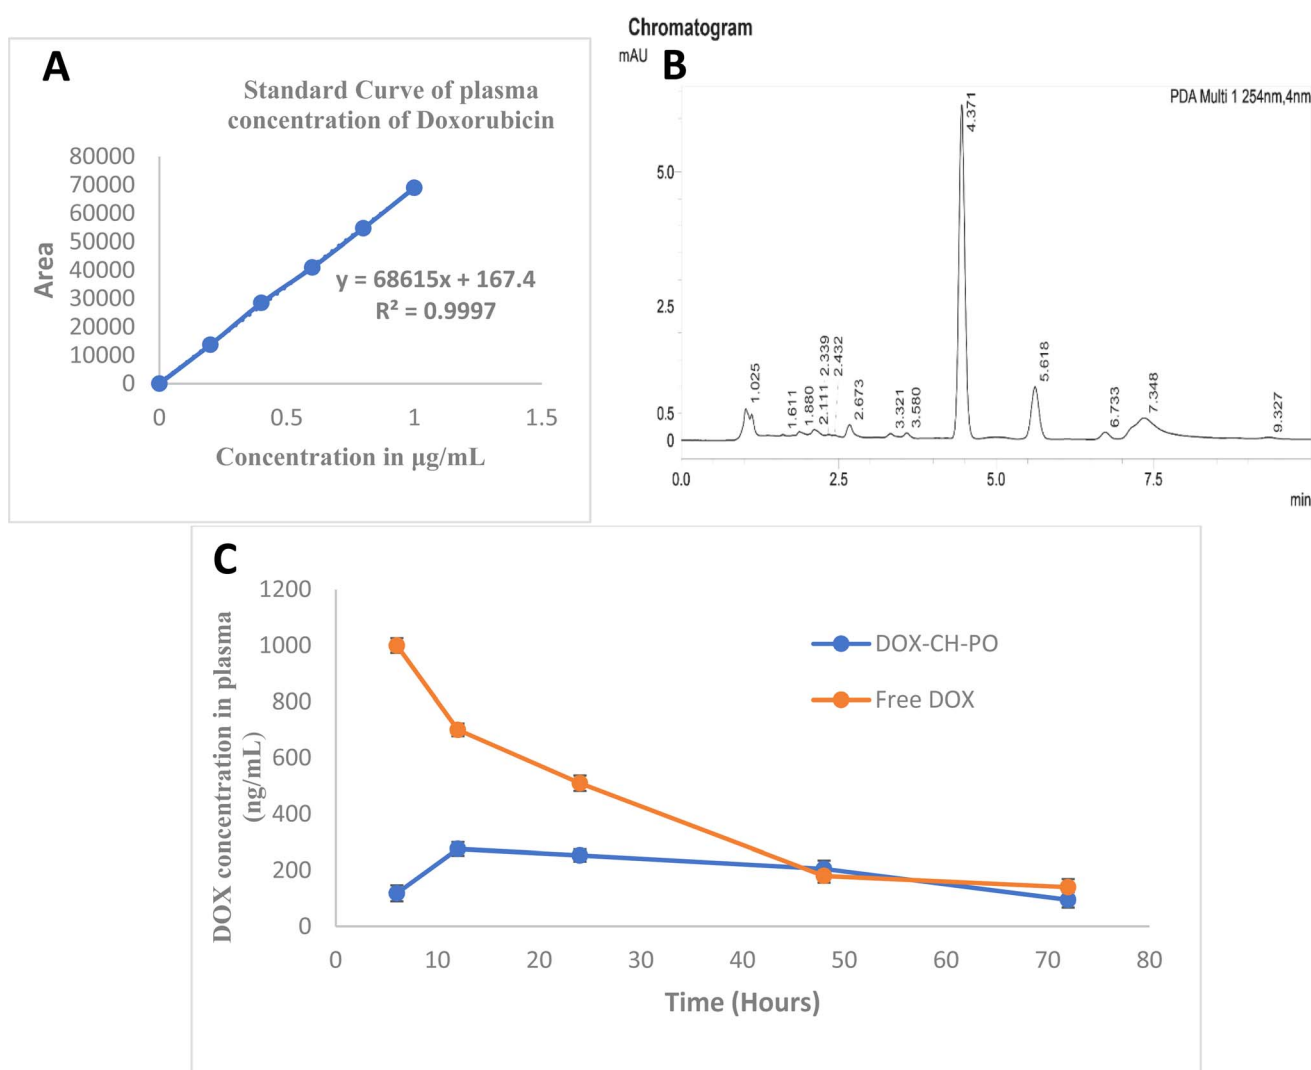 A
Standard Curve of plasma
concentration of Doxorubicin
80000
70000
60000
50000
40000
30000
20000
10000
0
Area
y = 68615x + 167.4
R² = 0.9997
0 0.5 1 1.5
Concentration in µg/mL
Chromatogram
mAU
B
PDA Multi 1 254nm,4nm
5.0
2.5
0.5
0
1.025
1.611
1.880
2.111
2.339
2.432
2.673
3.321
3.580
4.371
5.618
6.733
7.348
9.327
0.0 2.5 5.0 7.5
min
C
1200
1000
800
600
400
200
0
DOX concentration in plasma
(ng/mL)
DOX-CH-PO
Free DOX
0 10 20 30 40 50 60 70 80
Time (Hours)